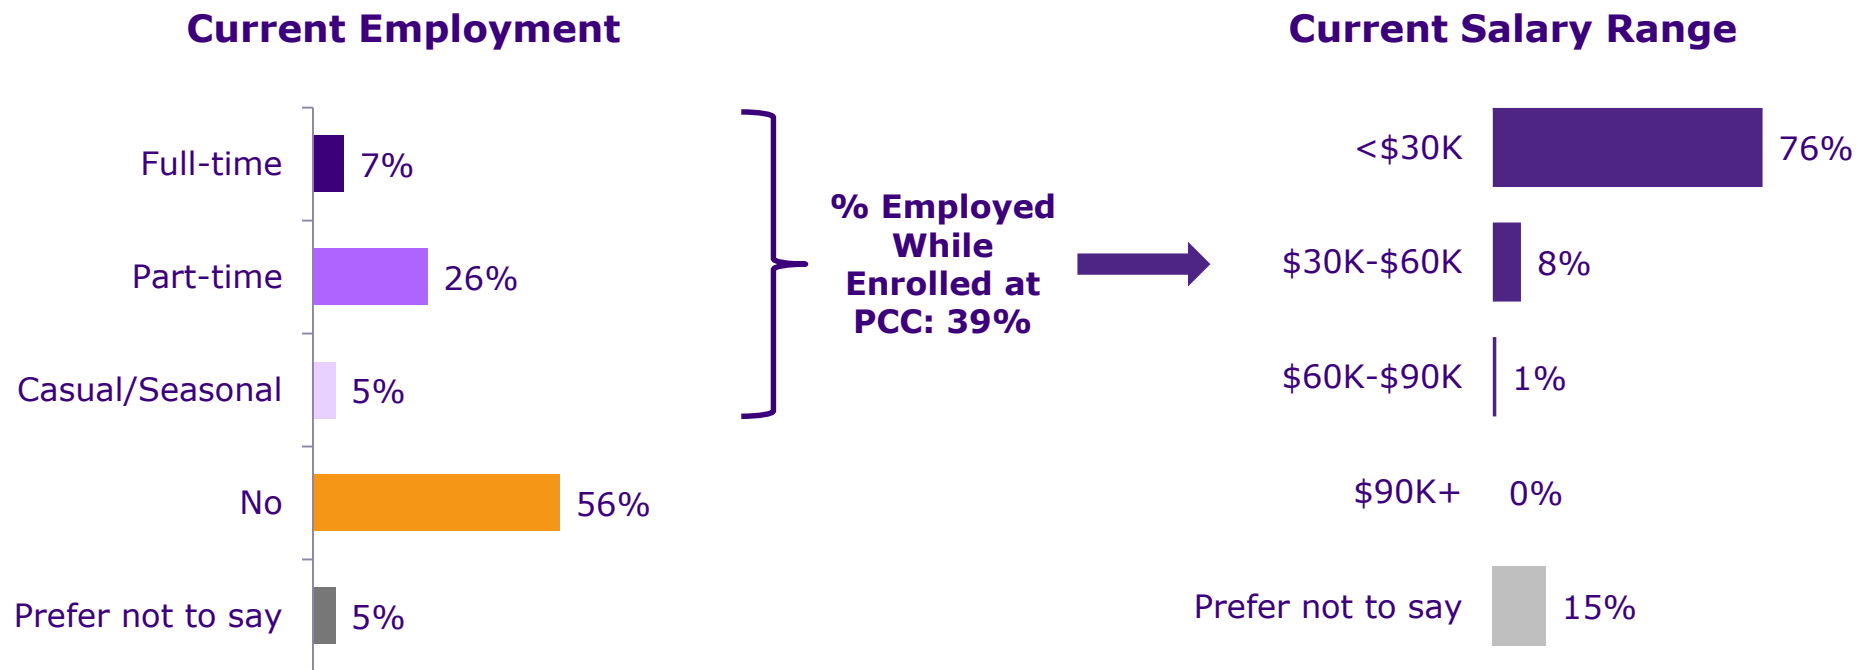 Current Employment
Full-time 7%
Part-time 26%
Casual/Seasonal 5%
No 56%
Prefer not to say 5%
% Employed
While
Enrolled at
PCC: 39%
Current Salary Range
<$30K 76%
$30K-$60K 8%
$60K-$90K 1%
$90K+ 0%
Prefer not to say 15%